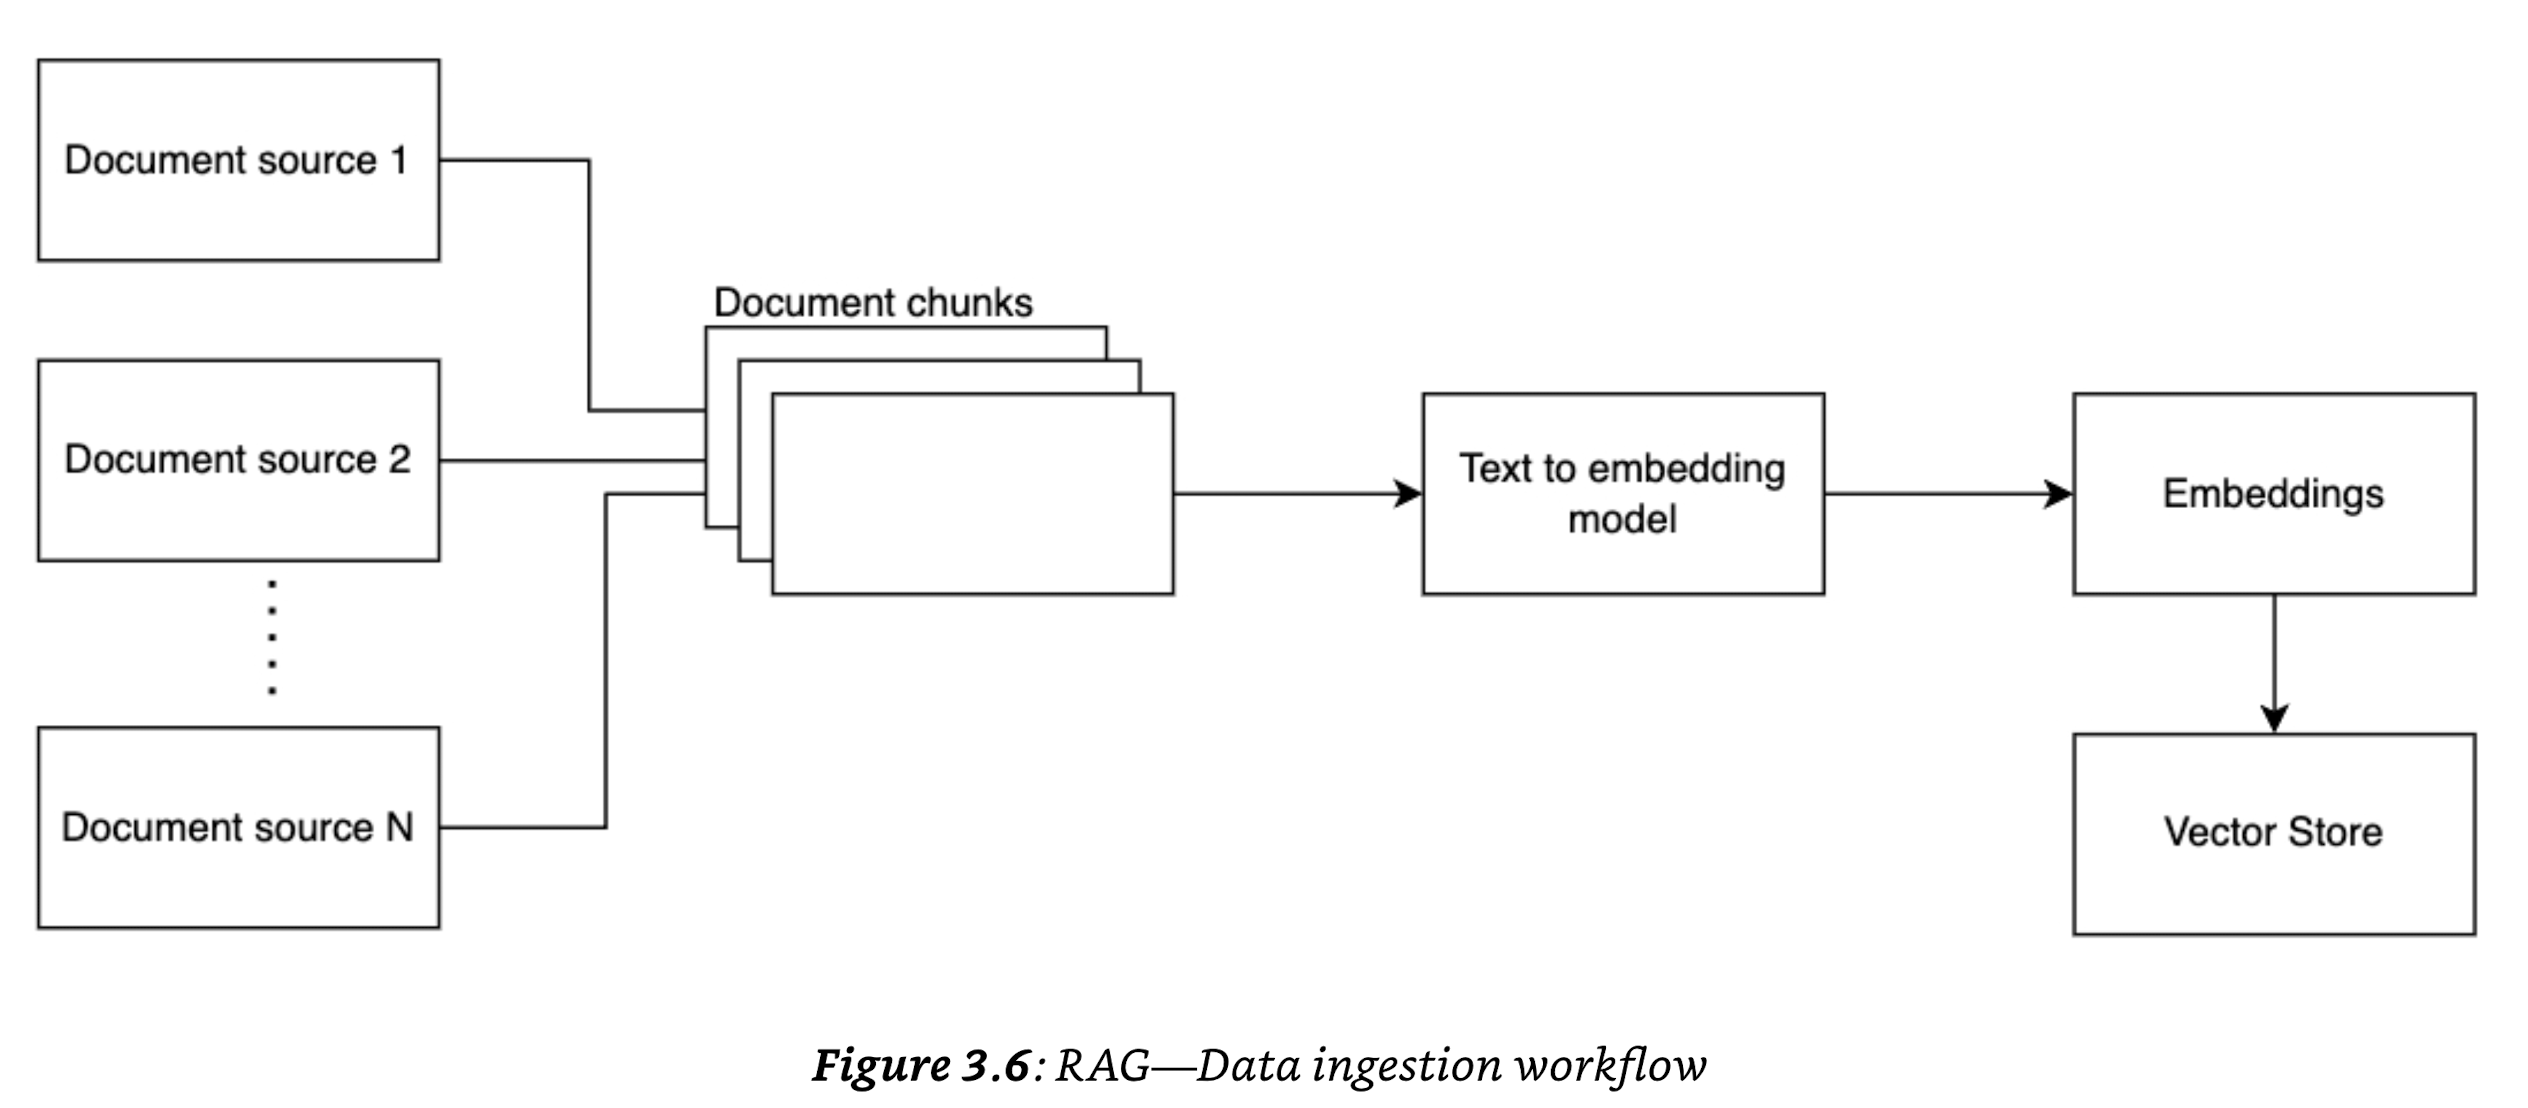 Document source 1
Document source 2
Document source N
Document chunks
Text to embedding
model
Embeddings
Vector Store
Figure 3.6: RAG—Data ingestion workflow